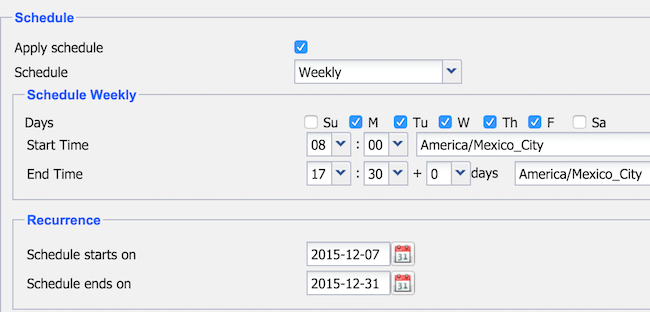 Schedule
Apply schedule
Schedule Weekly
Schedule Weekly
Days Su M Tu W Th F Sa
Start Time 08 : 00 America/Mexico_City
End Time 17 : 30 + 0 days America/Mexico_City
Recurrence
Schedule starts on 2015-12-07 31
Schedule ends on 2015-12-31 31